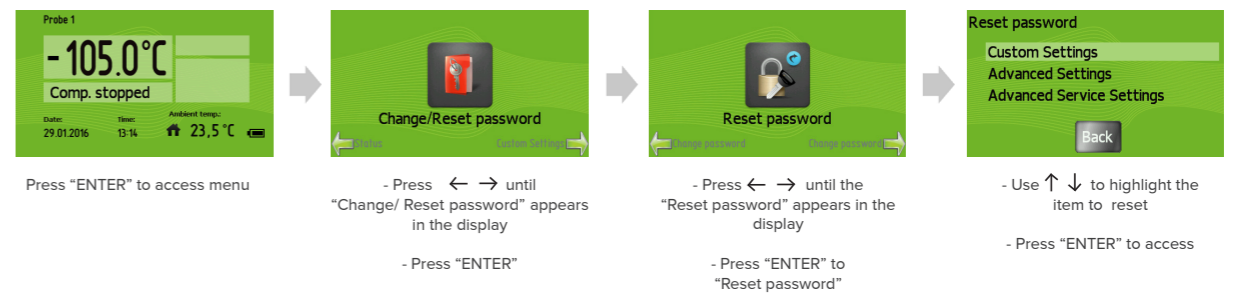 Probe 1
-105.0°C
Comp. stopped
Date:
Time:
Ambient temp.:
29.01.2016
13:14
23,5°C
Press “ENTER” to access menu
Change/Reset password
Status
Custom Settings
- Press ← → until
“Change/ Reset password” appears
in the display
- Press “ENTER”
Reset password
Change password
Change password
- Press ← → until the
“Reset password” appears in the
display
- Press “ENTER” to
“Reset password”
Reset password
Custom Settings
Advanced Settings
Advanced Service Settings
Back
- Use ↑ ↓ to highlight the
item to reset
- Press “ENTER” to access